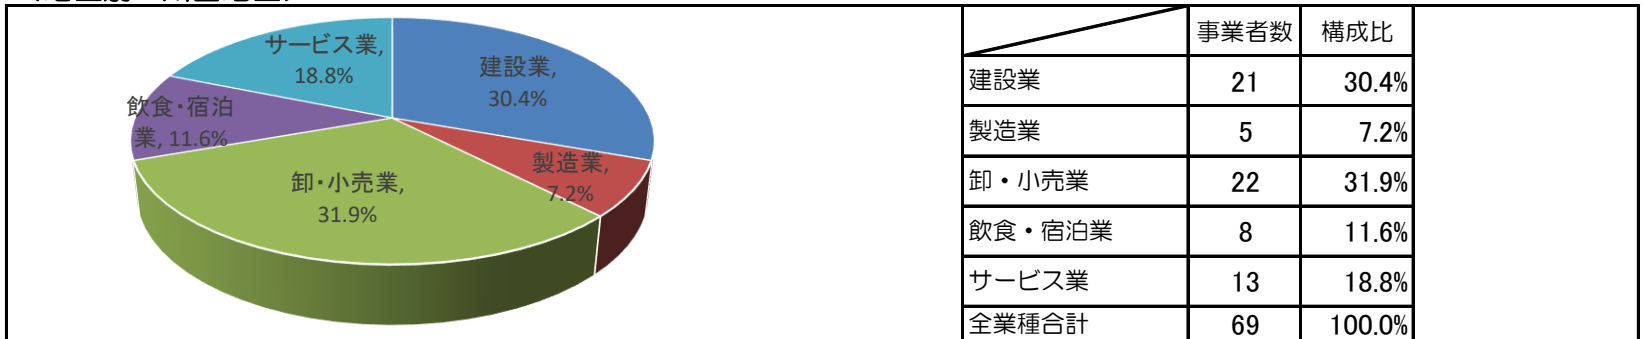 サービス業,
18.8%
建設業,
30.4%
飲食・宿泊
業, 11.6%
製造業,
7.2%
卸・小売業,
31.9%
事業者数 構成比
建設業 21 30.4%
製造業 5 7.2%
卸・小売業 22 31.9%
飲食・宿泊業 8 11.6%
サービス業 13 18.8%
全業種合計 69 100.0%